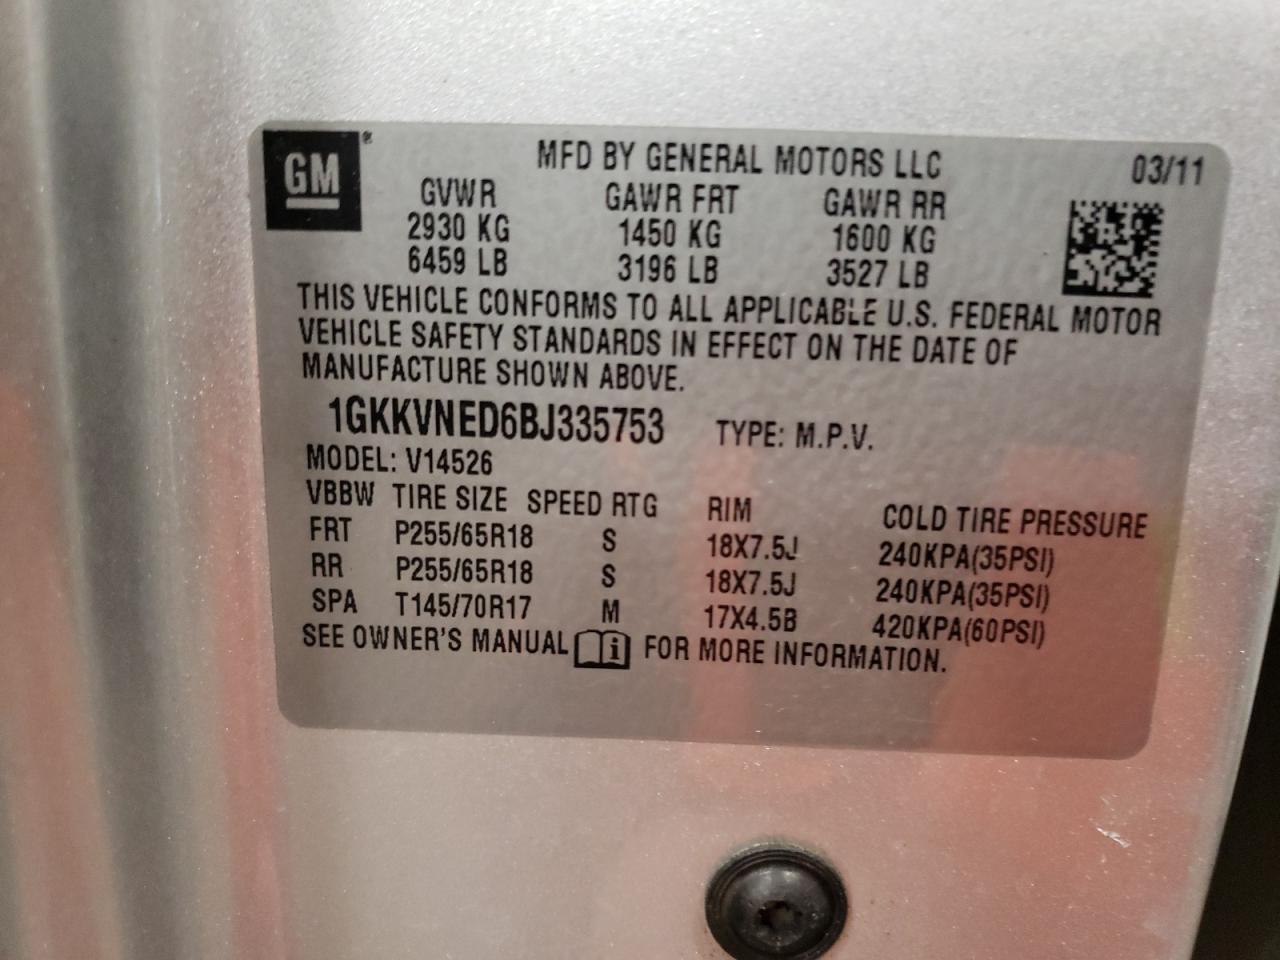 GM®
MFD BY GENERAL MOTORS LLC 03/11
GVWR GAWR FRT GAWR RR
2930 KG 1450 KG 1600 KG
6459 LB 3196 LB 3527 LB
THIS VEHICLE CONFORMS TO ALL APPLICABLE U.S. FEDERAL MOTOR
VEHICLE SAFETY STANDARDS IN EFFECT ON THE DATE OF
MANUFACTURE SHOWN ABOVE.
1GKKVNED6BJ335753 TYPE: M.P.V.
MODEL: V14526
VBBW TIRE SIZE SPEED RTG RIM COLD TIRE PRESSURE
FRT P255/65R18 S 18X7.5J 240KPA(35PSI)
RR P255/65R18 S 18X7.5J 240KPA(35PSI)
SPA T145/70R17 M 17X4.5B 420KPA(60PSI)
SEE OWNER'S MANUAL i FOR MORE INFORMATION.